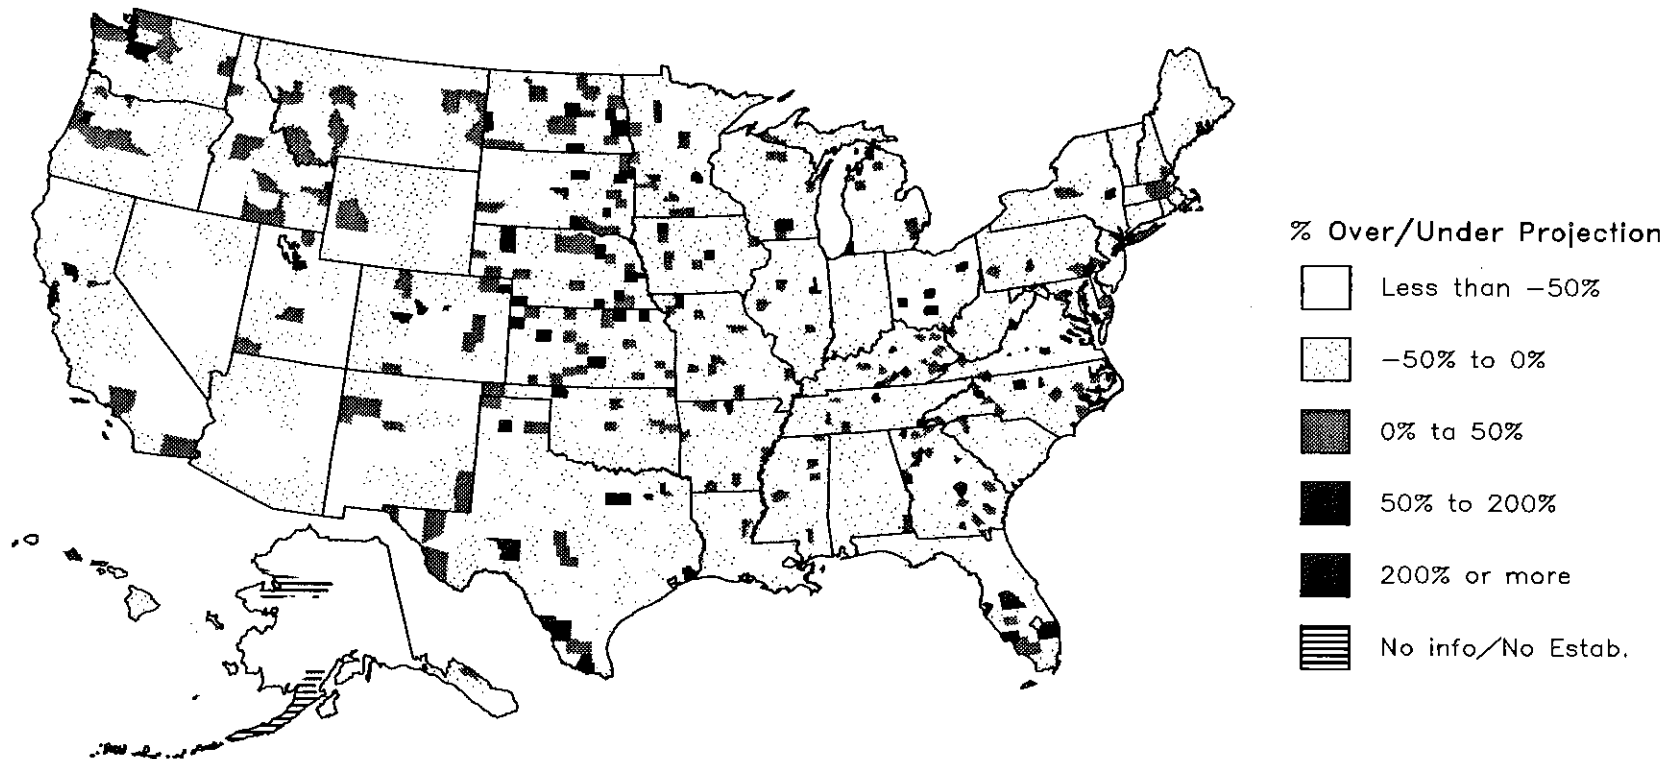 % Over/Under Projection
Less than −50%
−50% to 0%
0% ta 50%
50% to 200%
200% or more
No info/No Estab.